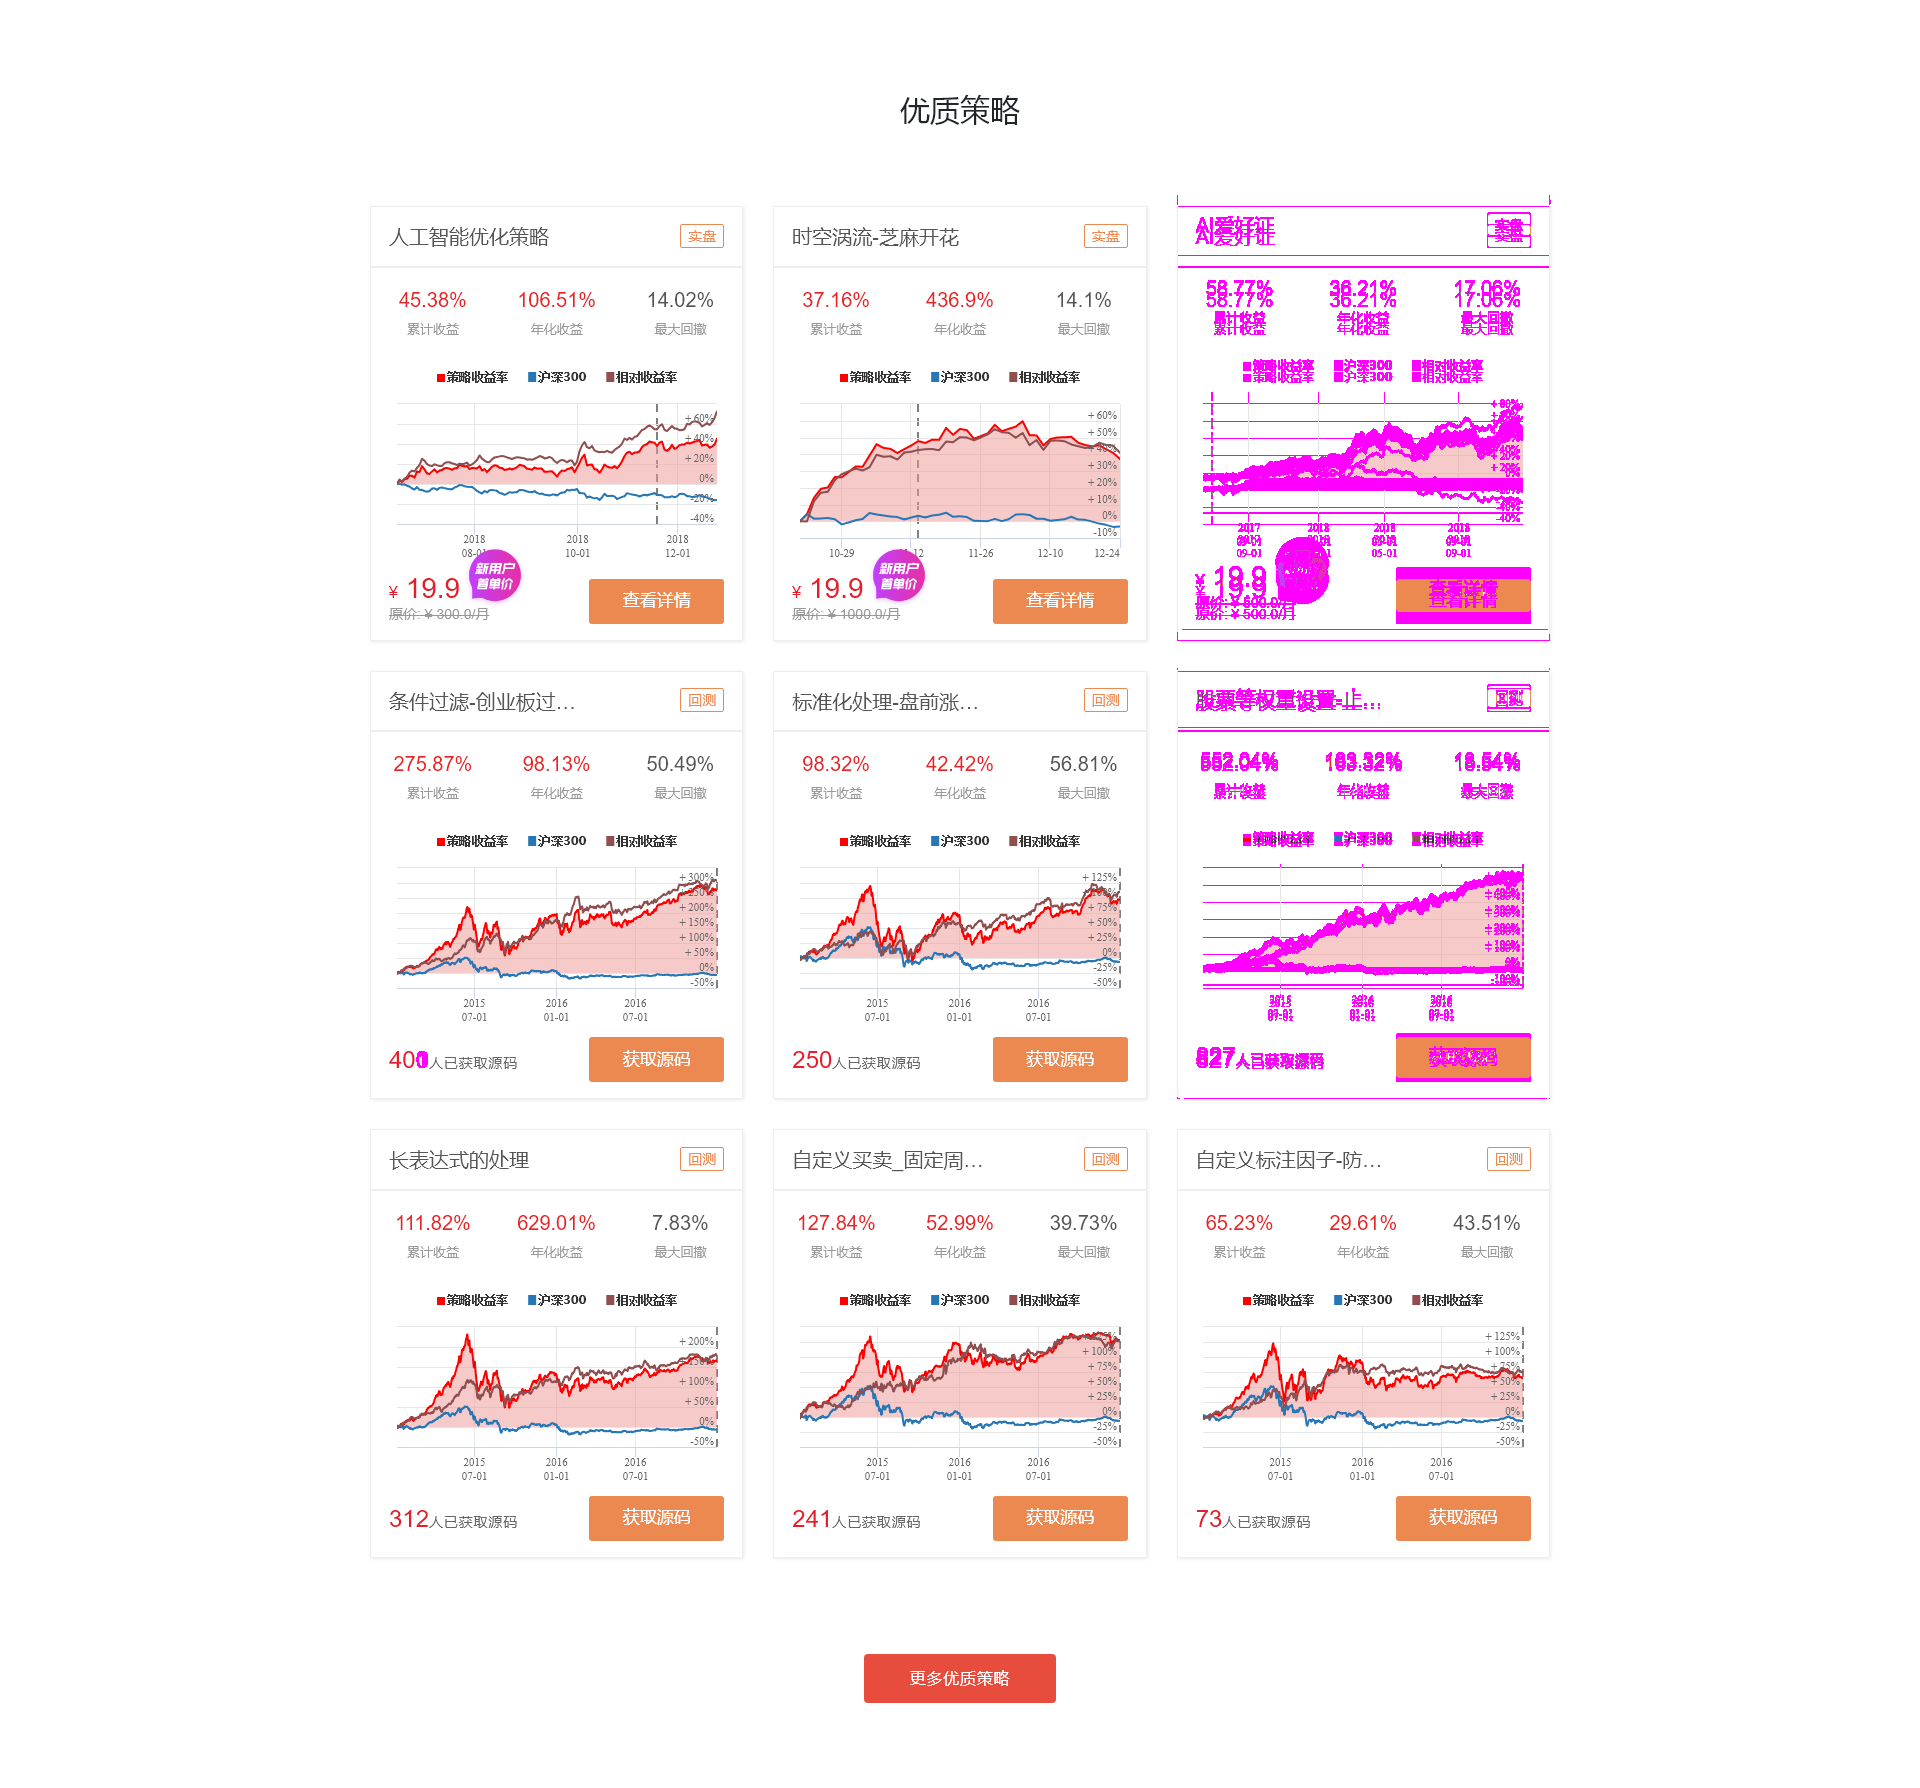 优质策略
人工智能优化策略 实盘
45.38% 106.51% 14.02%
累计收益 年化收益 最大回撤
策略收益率 沪深300 相对收益率
+60%
+40%
+20%
0%
-20%
-40%
2018 2018 2018
08-01 10-01 12-01
新用户
首单价
¥ 19.9
原价: ¥ 300.0/月
查看详情
时空涡流-芝麻开花 实盘
37.16% 436.9% 14.1%
累计收益 年化收益 最大回撤
策略收益率 沪深300 相对收益率
+60%
+50%
+40%
+30%
+20%
+10%
0%
-10%
10-29 11-26 12-10 12-24
新用户
首单价
¥ 19.9
原价: ¥ 1000.0/月
查看详情
AI爱好证 实盘
58.77% 36.21% 17.06%
累计收益 年化收益 最大回撤
策略收益率 沪深300 相对收益率
¥ 19.9
原价: ¥ 500.0/月
查看详情
条件过滤-创业板过... 回测
275.87% 98.13% 50.49%
累计收益 年化收益 最大回撤
策略收益率 沪深300 相对收益率
+300%
+250%
+200%
+150%
+100%
+50%
0%
-50%
2015 2016 2016
07-01 01-01 07-01
人已获取源码
获取源码
标准化处理-盘前涨... 回测
98.32% 42.42% 56.81%
累计收益 年化收益 最大回撤
策略收益率 沪深300 相对收益率
+125%
+100%
+75%
+50%
+25%
0%
-25%
-50%
2015 2016 2016
07-01 01-01 07-01
250人已获取源码
获取源码
股票等权重设置-止... 回测
552.04% 163.32% 18.54%
累计收益 年化收益 最大回撤
策略收益率 沪深300 相对收益率
2015 2016 2016
07-01 01-01 07-01
827人已获取源码
获取源码
长表达式的处理 回测
111.82% 629.01% 7.83%
累计收益 年化收益 最大回撤
策略收益率 沪深300 相对收益率
+200%
+150%
+100%
+50%
0%
-50%
2015 2016 2016
07-01 01-01 07-01
312人已获取源码
获取源码
自定义买卖_固定周... 回测
127.84% 52.99% 39.73%
累计收益 年化收益 最大回撤
策略收益率 沪深300 相对收益率
+125%
+100%
+75%
+50%
+25%
0%
-25%
-50%
2015 2016 2016
07-01 01-01 07-01
241人已获取源码
获取源码
自定义标注因子-防... 回测
65.23% 29.61% 43.51%
累计收益 年化收益 最大回撤
策略收益率 沪深300 相对收益率
+125%
+100%
+75%
+50%
+25%
0%
-25%
-50%
2015 2016 2016
07-01 01-01 07-01
73人已获取源码
获取源码
更多优质策略